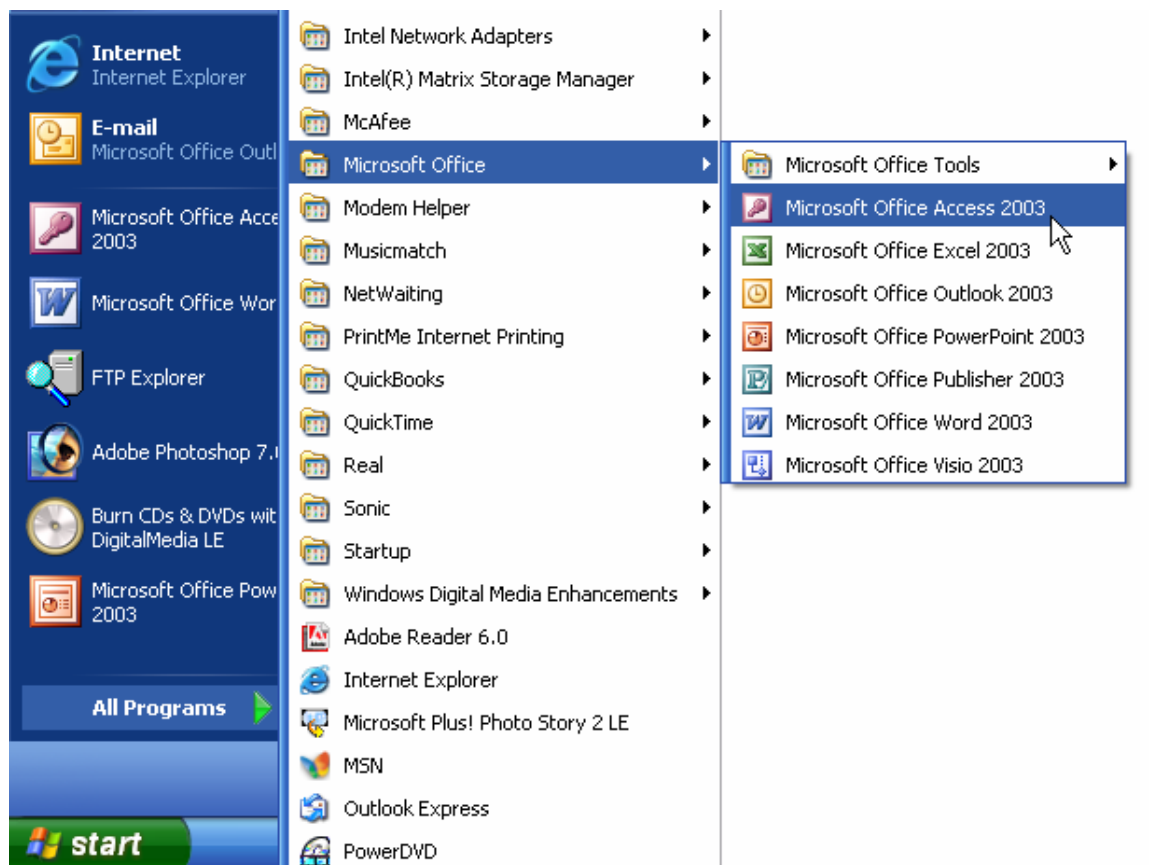 Internet
Internet Explorer
E-mail
Microsoft Office Outl
Microsoft Office Acce
2003
Microsoft Office Wor
FTP Explorer
Adobe Photoshop 7.
Burn CDs & DVDs wit
DigitalMedia LE
Microsoft Office Pow
2003
All Programs
start
Intel Network Adapters
Intel(R) Matrix Storage Manager
McAfee
Microsoft Office
Modem Helper
Musicmatch
NetWaiting
PrintMe Internet Printing
QuickBooks
QuickTime
Real
Sonic
Startup
Windows Digital Media Enhancements
Adobe Reader 6.0
Internet Explorer
Microsoft Plus! Photo Story 2 LE
MSN
Outlook Express
PowerDVD
Microsoft Office Tools
Microsoft Office Access 2003
Microsoft Office Excel 2003
Microsoft Office Outlook 2003
Microsoft Office PowerPoint 2003
Microsoft Office Publisher 2003
Microsoft Office Word 2003
Microsoft Office Visio 2003